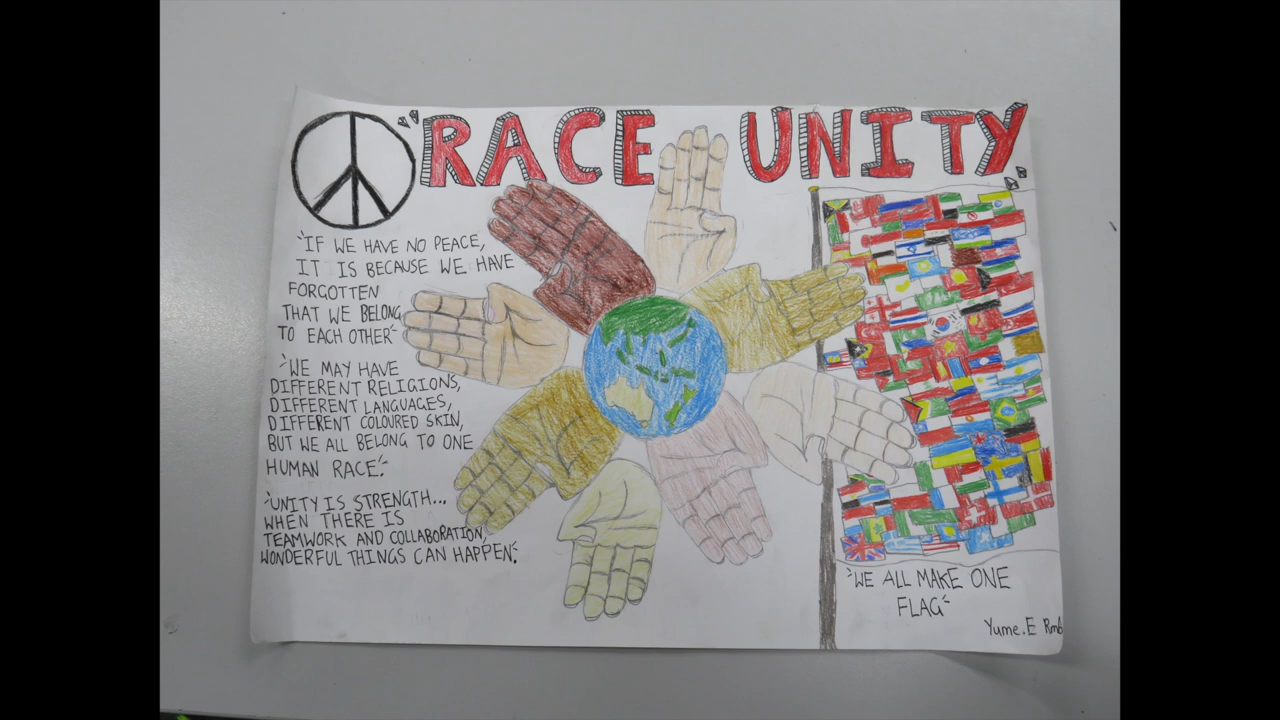 "RACE UNITY"
"IF WE HAVE NO PEACE,
IT IS BECAUSE WE HAVE
FORGOTTEN
THAT WE BELONG
TO EACH OTHER"
"WE MAY HAVE
DIFFERENT RELIGIONS,
DIFFERENT LANGUAGES,
DIFFERENT COLOURED SKIN,
BUT WE ALL BELONG TO ONE
HUMAN RACE."
"UNITY IS STRENGTH...
WHEN THERE IS
TEAMWORK AND COLLABORATION,
WONDERFUL THINGS CAN HAPPEN."
"WE ALL MAKE ONE
FLAG"
Yume.E Rm6